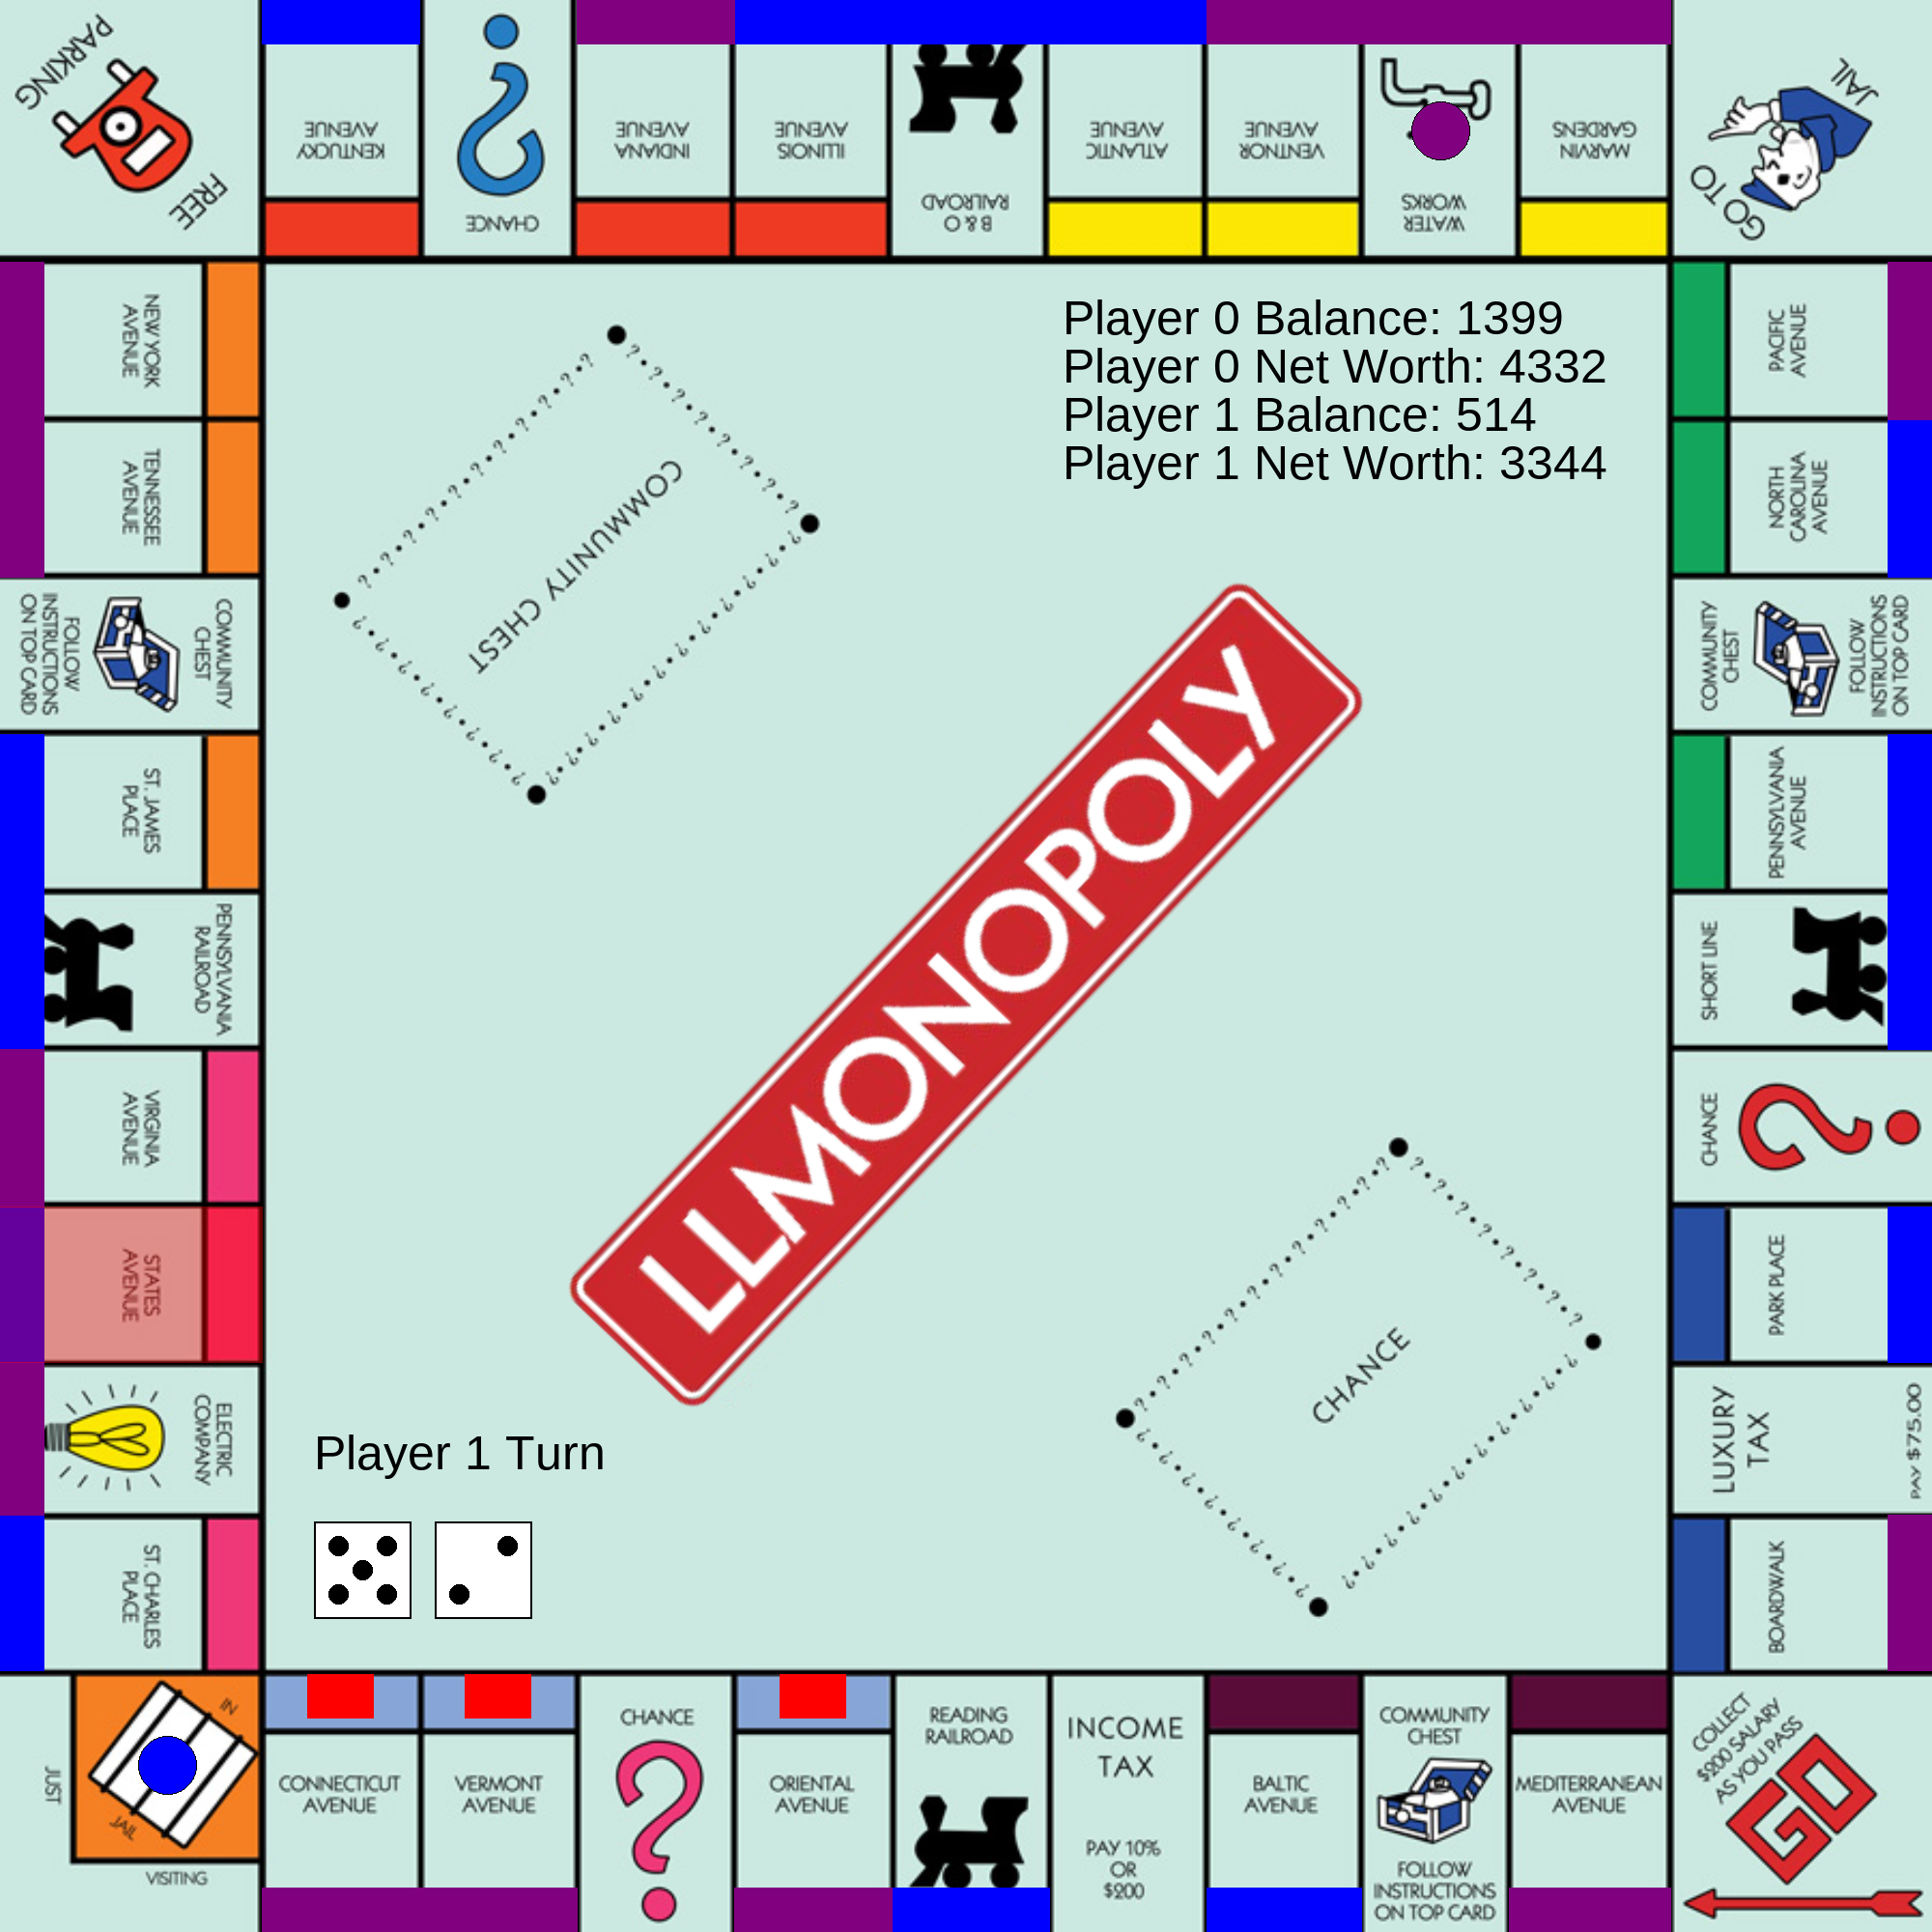 PARKING
FREE
KENTUCKY
AVENUE
CHANCE
INDIANA
AVENUE
ILLINOIS
AVENUE
B & O
RAILROAD
ATLANTIC
AVENUE
VENTNOR
AVENUE
WATER
WORKS
MARVIN
GARDENS
GO TO
JAIL
Player 0 Balance: 1399
Player 0 Net Worth: 4332
Player 1 Balance: 514
Player 1 Net Worth: 3344
NEW YORK
AVENUE
TENNESSEE
AVENUE
COMMUNITY
CHEST
FOLLOW
INSTRUCTIONS
ON TOP CARD
ST. JAMES
PLACE
PENNSYLVANIA
RAILROAD
VIRGINIA
AVENUE
STATES
AVENUE
ELECTRIC
COMPANY
ST. CHARLES
PLACE
COMMUNITY CHEST
LLMONOPOLY
CHANCE
Player 1 Turn
PACIFIC
AVENUE
NORTH
CAROLINA
AVENUE
COMMUNITY
CHEST
FOLLOW
INSTRUCTIONS
ON TOP CARD
PENNSYLVANIA
AVENUE
SHORT LINE
CHANCE
PARK PLACE
LUXURY
TAX
PAY $75.00
BOARDWALK
JUST
VISITING
IN
JAIL
CONNECTICUT
AVENUE
VERMONT
AVENUE
CHANCE
ORIENTAL
AVENUE
READING
RAILROAD
INCOME
TAX
PAY 10%
OR
$200
BALTIC
AVENUE
COMMUNITY
CHEST
FOLLOW
INSTRUCTIONS
ON TOP CARD
MEDITERRANEAN
AVENUE
COLLECT
$200 SALARY
AS YOU PASS
GO